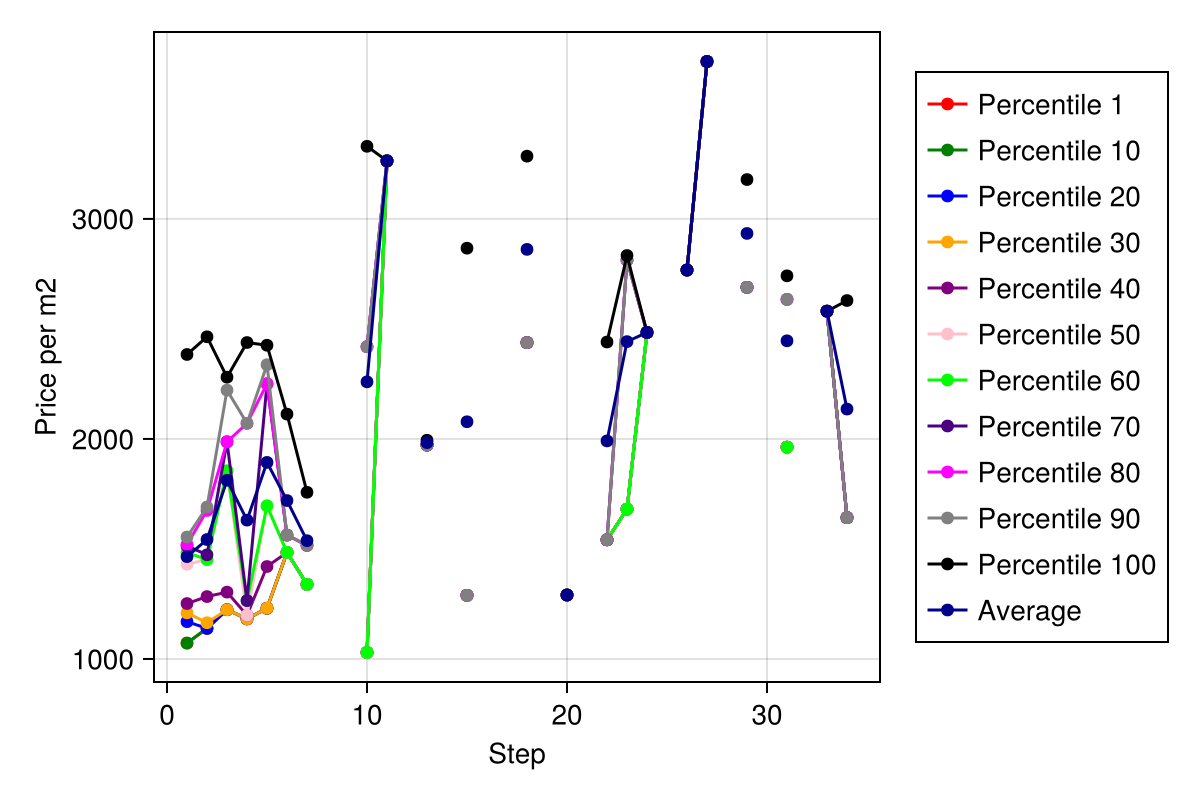 3000
2000
1000
0
10
20
30
Price per m2
Step
Percentile 1
Percentile 10
Percentile 20
Percentile 30
Percentile 40
Percentile 50
Percentile 60
Percentile 70
Percentile 80
Percentile 90
Percentile 100
Average